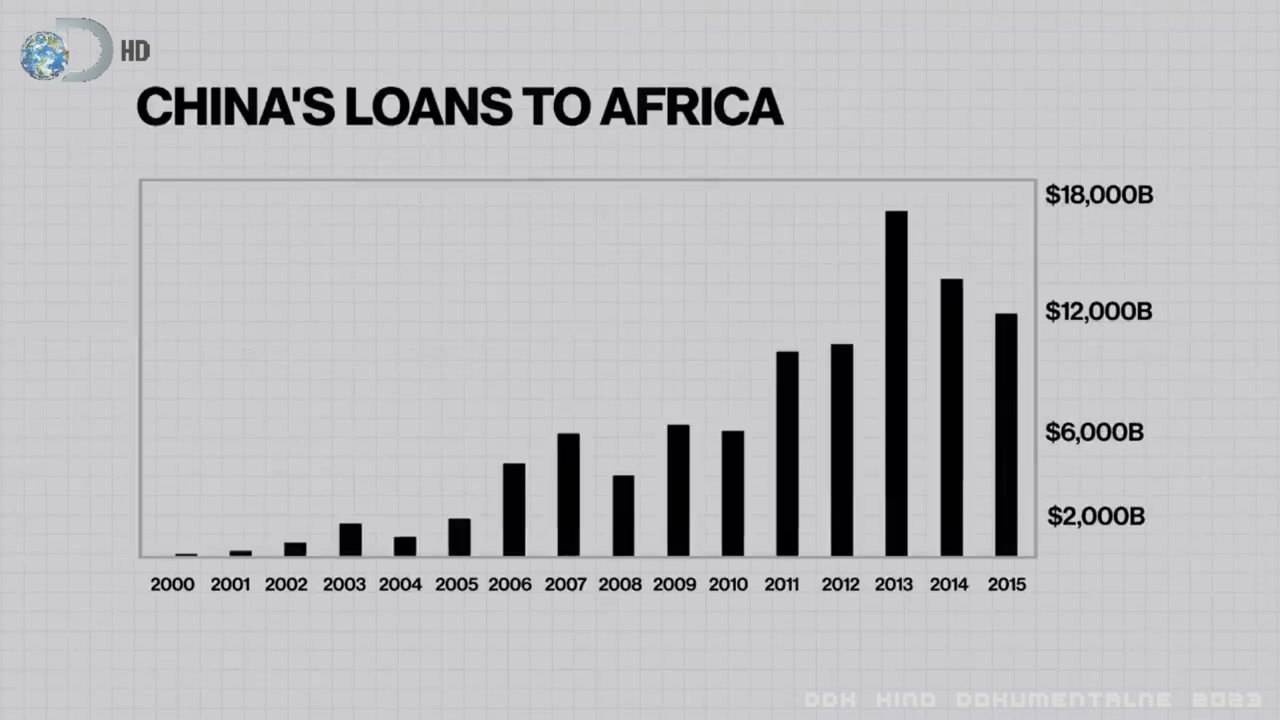 HD
CHINA'S LOANS TO AFRICA
$18,000B
$12,000B
$6,000B
$2,000B
2000 2001 2002 2003 2004 2005 2006 2007 2008 2009 2010 2011 2012 2013 2014 2015
DDK KINO DOKUMENTALNE 2023